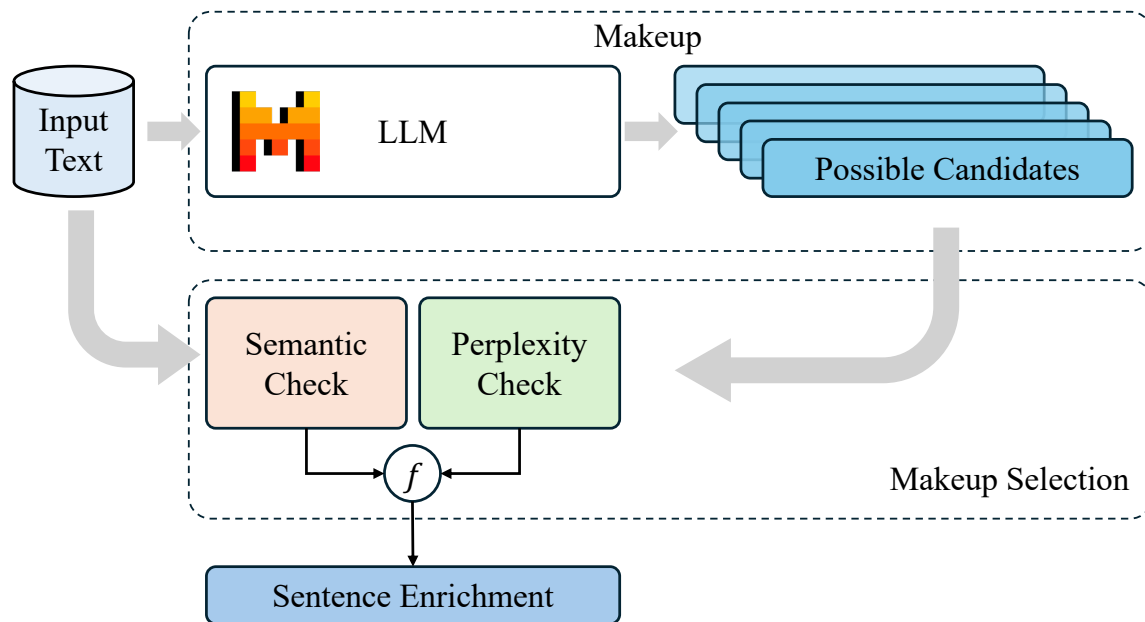 Makeup
Input
Text
LLM
Possible Candidates
Semantic
Check
Perplexity
Check
f
Makeup Selection
Sentence Enrichment